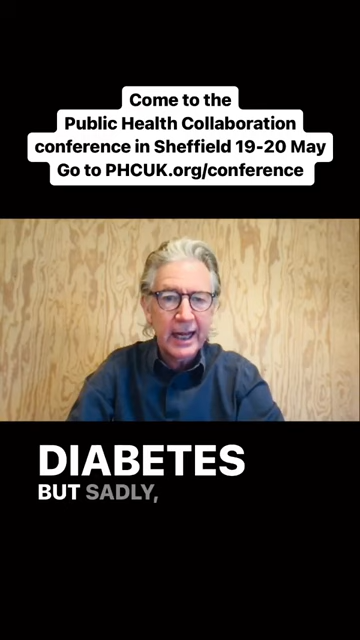 Come to the
Public Health Collaboration
conference in Sheffield 19-20 May
Go to PHCUK.org/conference
DIABETES
BUT SADLY,